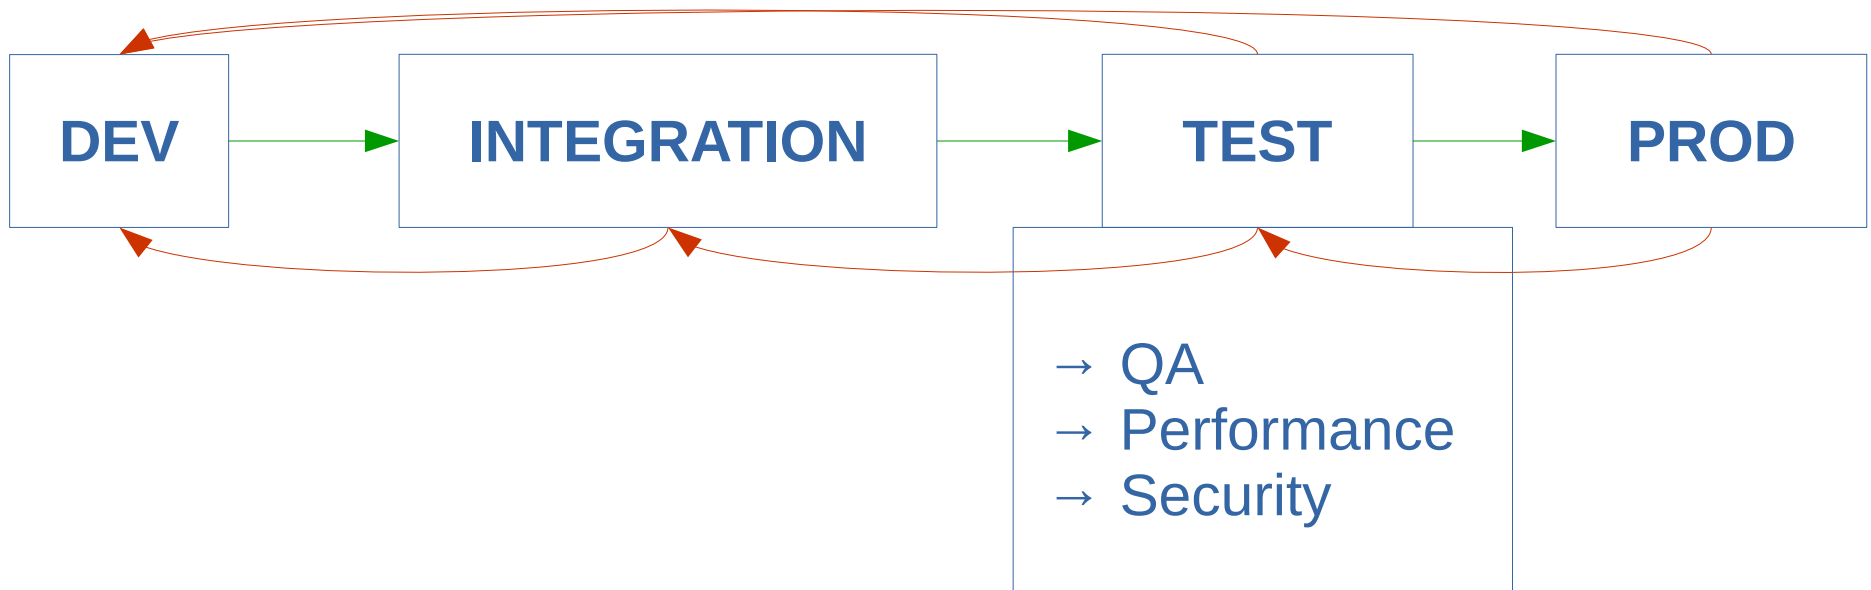 DEV
INTEGRATION
TEST
PROD
→ QA
→ Performance
→ Security